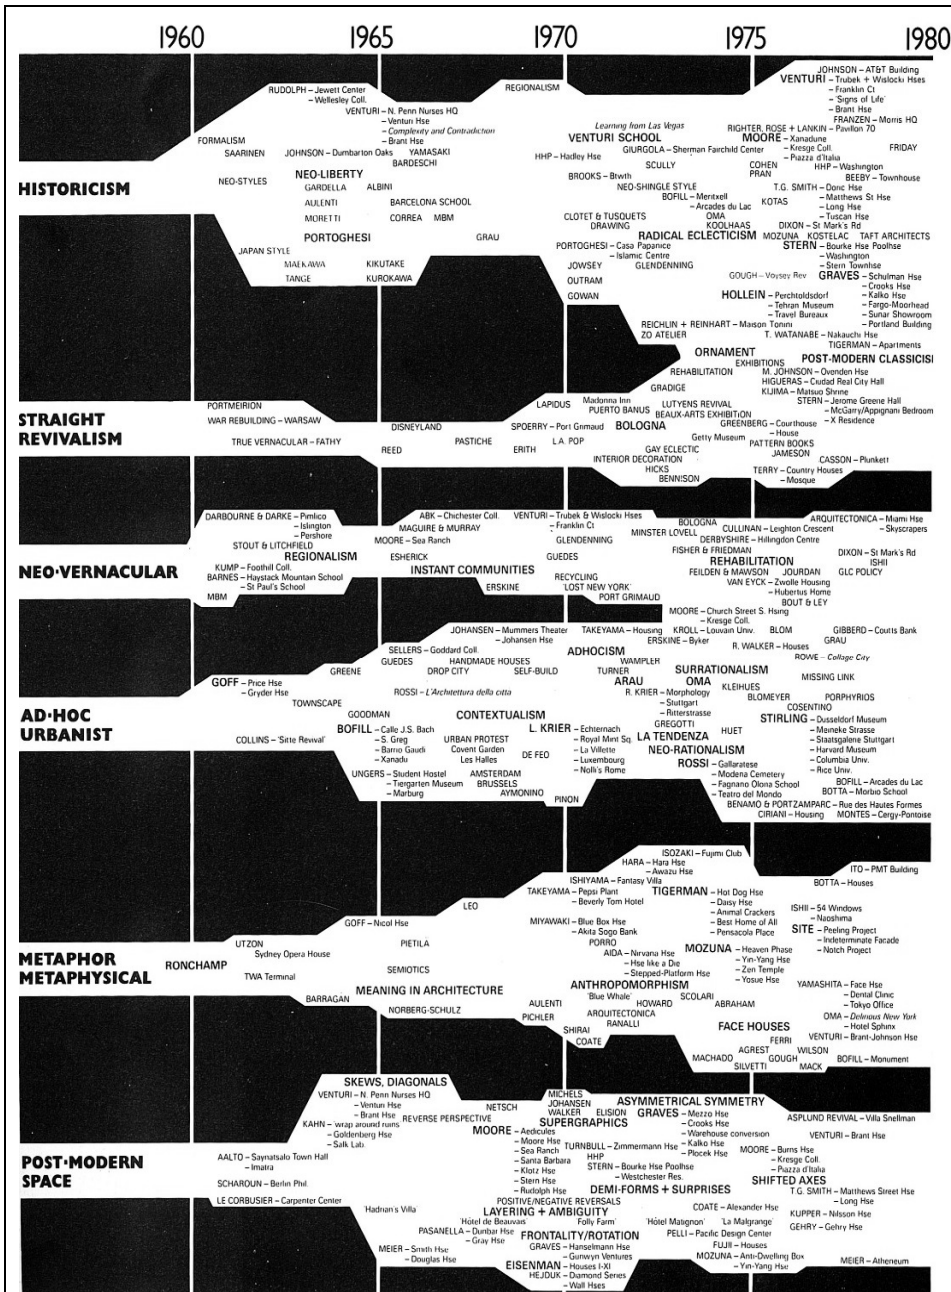 1960 1965 1970 1975 1980
HISTORICISM
RUDOLPH – Jewett Center
– Wellesley Coll.
REGIONALISM
JOHNSON – AT&T Building
VENTURI – Trubek + Wislocki Hses
– Franklin Ct
– 'Signs of Life'
– Brant Hse
VENTURI – N. Penn Nurses HQ
– Venturi Hse
– Complexity and Contradiction
– Brant Hse
FRANZEN – Morris HQ
Learning from Las Vegas
RIGHTER, ROSE + LANKIN – Pavilon 70
FORMALISM
VENTURI SCHOOL
MOORE – Xanadune
– Kresge Coll.
– Piazza d'Italia
SAARINEN
JOHNSON – Dumbarton Oaks
YAMASAKI
BARDESCHI
GIURGOLA – Sherman Fairchild Center
FRIDAY
HHP – Hadley Hse
SCULLY
COHEN
PRAN
HHP – Washington
BEEBY – Townhouse
NEO-LIBERTY
BROOKS – Btwth
NEO-STYLES
GARDELLA ALBINI
NEO-SHINGLE STYLE
T.G. SMITH – Doric Hse
– Matthews St Hse
– Long Hse
– Tuscan Hse
BOFILL – Meritxell
– Arcades du Lac
KOTAS
AULENTI BARCELONA SCHOOL
MORETTI CORREA MBM
CLOTET & TUSQUETS
DRAWING
OMA
KOOLHAAS
DIXON – St Mark's Rd
PORTOGHESI
GRAU
RADICAL ECLECTICISM
MOZUNA KOSTELAC TAFT ARCHITECTS
JAPAN STYLE
PORTOGHESI – Casa Papanice
– Islamic Centre
STERN – Bourke Hse Poolhse
– Washington
– Stern Townhse
MAEKAWA KIKUTAKE
JOWSEY GLENDENNING
TANGE KUROKAWA
OUTRAM
GOUGH – Voysey Rev
GRAVES – Schulman Hse
– Crooks Hse
– Kalko Hse
– Fargo-Moorhead
– Sunar Showroom
– Portland Building
GOWAN
HOLLEIN – Perchtoldsdorf
– Tehran Museum
– Travel Bureaux
REICHLIN + REINHART – Maison Tonini
ZO ATELIER
T. WATANABE – Nakauchi Hse
TIGERMAN – Apartments
ORNAMENT
EXHIBITIONS
POST-MODERN CLASSICIS
STRAIGHT
REVIVALISM
REHABILITATION
M. JOHNSON – Ovenden Hse
HIGUERAS – Ciudad Real City Hall
KIJIMA – Matsuo Shrine
GRADIGE
PORTMEIRION
LAPIDUS
Madonna Inn
PUERTO BANUS
LUTYENS REVIVAL
BEAUX-ARTS EXHIBITION
STERN – Jerome Greene Hall
– McGarry/Appignani Bedroom
– X Residence
WAR REBUILDING – WARSAW
DISNEYLAND
SPOERRY – Port Grimaud
BOLOGNA
GREENBERG – Courthouse
– House
TRUE VERNACULAR – FATHY
PASTICHE
L.A. POP
Getty Museum
PATTERN BOOKS
REED
ERITH
GAY ECLECTIC
JAMESON
INTERIOR DECORATION
CASSON – Plunkett
HICKS
BENNISON
TERRY – Country Houses
– Mosque
NEO-VERNACULAR
DARBOURNE & DARKE – Pimlico
– Islington
– Pershore
ABK – Chichester Coll.
VENTURI – Trubek & Wislocki Hses
– Franklin Ct
BOLOGNA
ARQUITECTONICA – Miami Hse
– Skyscrapers
MAGUIRE & MURRAY
MINSTER LOVELL
CULLINAN – Leighton Crescent
STOUT & LITCHFIELD
MOORE – Sea Ranch
GLENDENNING
DERBYSHIRE – Hillingdon Centre
REGIONALISM
ESHERICK
GUEDES
FISHER & FRIEDMAN
DIXON – St Mark's Rd
ISHII
KUMP – Foothill Coll.
INSTANT COMMUNITIES
REHABILITATION
BARNES – Haystack Mountain School
– St Paul's School
RECYCLING
FEILDEN & MAWSON JOURDAN GLC POLICY
MBM
ERSKINE
'LOST NEW YORK'
VAN EYCK – Zwolle Housing
– Hubertus Home
PORT GRIMAUD
BOUT & LEY
AD·HOC
URBANIST
MOORE – Church Street S. Hsing
– Kresge Coll.
JOHANSEN – Mummers Theater
– Johansen Hse
TAKEYAMA – Housing
KROLL – Louvain Univ. BLOM
GIBBERD – Coutts Bank
ERSKINE – Byker
GRAU
SELLERS – Goddard Coll.
ADHOCISM
R. WALKER – Houses
GUEDES HANDMADE HOUSES
WAMPLER
ROWE – Collage City
GREENE
DROP CITY SELF-BUILD
TURNER
SURRATIONALISM
MISSING LINK
GOFF – Price Hse
– Gryder Hse
ARAU
OMA
KLEIHUES
ROSSI – L'Architettura della citta
R. KRIER – Morphology
– Stuttgart
– Ritterstrasse
BLOMEYER PORPHYRIOS
TOWNSCAPE
COSENTINO
GOODMAN
CONTEXTUALISM
GREGOTTI
STIRLING – Dusseldorf Museum
– Meineke Strasse
– Staatsgalerie Stuttgart
– Harvard Museum
– Columbia Univ.
– Rice Univ.
BOFILL – Calle J.S. Bach
– S. Greg
– Barrio Gaudi
– Xanadu
L. KRIER – Echternach
– Royal Mint Sq.
– La Villette
– Luxembourg
– Nolli's Rome
LA TENDENZA
HUET
COLLINS – 'Sitte Revival'
URBAN PROTEST
Covent Garden
Les Halles
DE FEO
NEO-RATIONALISM
ROSSI – Gallaratese
– Modena Cemetery
– Fagnano Olona School
– Teatro del Mondo
UNGERS – Student Hostel
– Tiergarten Museum
– Marburg
AMSTERDAM
BRUSSELS
AYMONINO
PINON
BOFILL – Arcades du Lac
BOTTA – Morbio School
BENAMO & PORTZAMPARC – Rue des Hautes Formes
CIRIANI – Housing MONTES – Cergy-Pontoise
METAPHOR
METAPHYSICAL
ISOZAKI – Fujimi Club
HARA – Hara Hse
– Awazu Hse
ITO – PMT Building
ISHIYAMA – Fantasy Villa
BOTTA – Houses
TAKEYAMA – Pepsi Plant
– Beverly Tom Hotel
TIGERMAN – Hot Dog Hse
– Daisy Hse
– Animal Crackers
– Best Home of All
– Pensacola Place
LEO
ISHII – 54 Windows
– Naoshima
GOFF – Nicol Hse
MIYAWAKI – Blue Box Hse
– Akita Sogo Bank
SITE – Peeling Project
– Indeterminate Facade
– Notch Project
UTZON
Sydney Opera House
PIETILA
PORRO
AIDA – Nirvana Hse
– Hse like a Die
– Stepped-Platform Hse
MOZUNA – Heaven Phase
– Yin-Yang Hse
– Zen Temple
– Yosue Hse
RONCHAMP
TWA Terminal
SEMIOTICS
MEANING IN ARCHITECTURE
ANTHROPOMORPHISM
YAMASHITA – Face Hse
– Dental Clinic
– Tokyo Office
BARRAGAN
'Blue Whale'
SCOLARI
NORBERG-SCHULZ
AULENTI
HOWARD
ABRAHAM
PICHLER
ARQUITECTONICA
RANALLI
OMA – Delirious New York
– Hotel Sphinx
SHIRAI
FACE HOUSES
COATE
FERRI
VENTURI – Brant-Johnson Hse
AGREST WILSON
MACHADO GOUGH
BOFILL – Monument
SILVETTI MACK
POST·MODERN
SPACE
SKEWS, DIAGONALS
VENTURI – N. Penn Nurses HQ
– Venturi Hse
– Brant Hse
MICHELS
JOHANSEN
WALKER ELISION
ASYMMETRICAL SYMMETRY
NETSCH
GRAVES – Mezzo Hse
– Crooks Hse
– Warehouse conversion
– Kalko Hse
– Plocek Hse
ASPLUND REVIVAL – Villa Snellman
REVERSE PERSPECTIVE
SUPERGRAPHICS
KAHN – wrap around ruins
– Goldenberg Hse
– Salk Lab.
MOORE – Aedicules
– Moore Hse
– Sea Ranch
– Santa Barbara
– Klotz Hse
– Stern Hse
– Rudolph Hse
VENTURI – Brant Hse
TURNBULL – Zimmermann Hse
MOORE – Burns Hse
– Kresge Coll.
– Piazza d'Italia
AALTO – Saynatsalo Town Hall
– Imatra
HHP
STERN – Bourke Hse Poolhse
– Westchester Res.
SHIFTED AXES
SCHAROUN – Berlin Phil.
DEMI-FORMS + SURPRISES
T.G. SMITH – Matthews Street Hse
– Long Hse
LE CORBUSIER – Carpenter Center
POSITIVE/NEGATIVE REVERSALS
'Hadrian's Villa'
LAYERING + AMBIGUITY
COATE – Alexander Hse
KUPPER – Nilsson Hse
'Hôtel de Beauvais' Folly Farm' 'Hôtel Matignon' 'La Malgrange'
GEHRY – Gehry Hse
PASANELLA – Dunbar Hse
– Gray Hse
FRONTALITY/ROTATION
PELLI – Pacific Design Center
GRAVES – Hanselmann Hse
– Gunwyn Ventures
FUJII – Houses
MEIER – Smith Hse
– Douglas Hse
MOZUNA – Anti-Dwelling Box
– Yin-Yang Hse
MEIER – Atheneum
EISENMAN – Houses I-XI
HEJDUK – Diamond Series
– Wall Hses